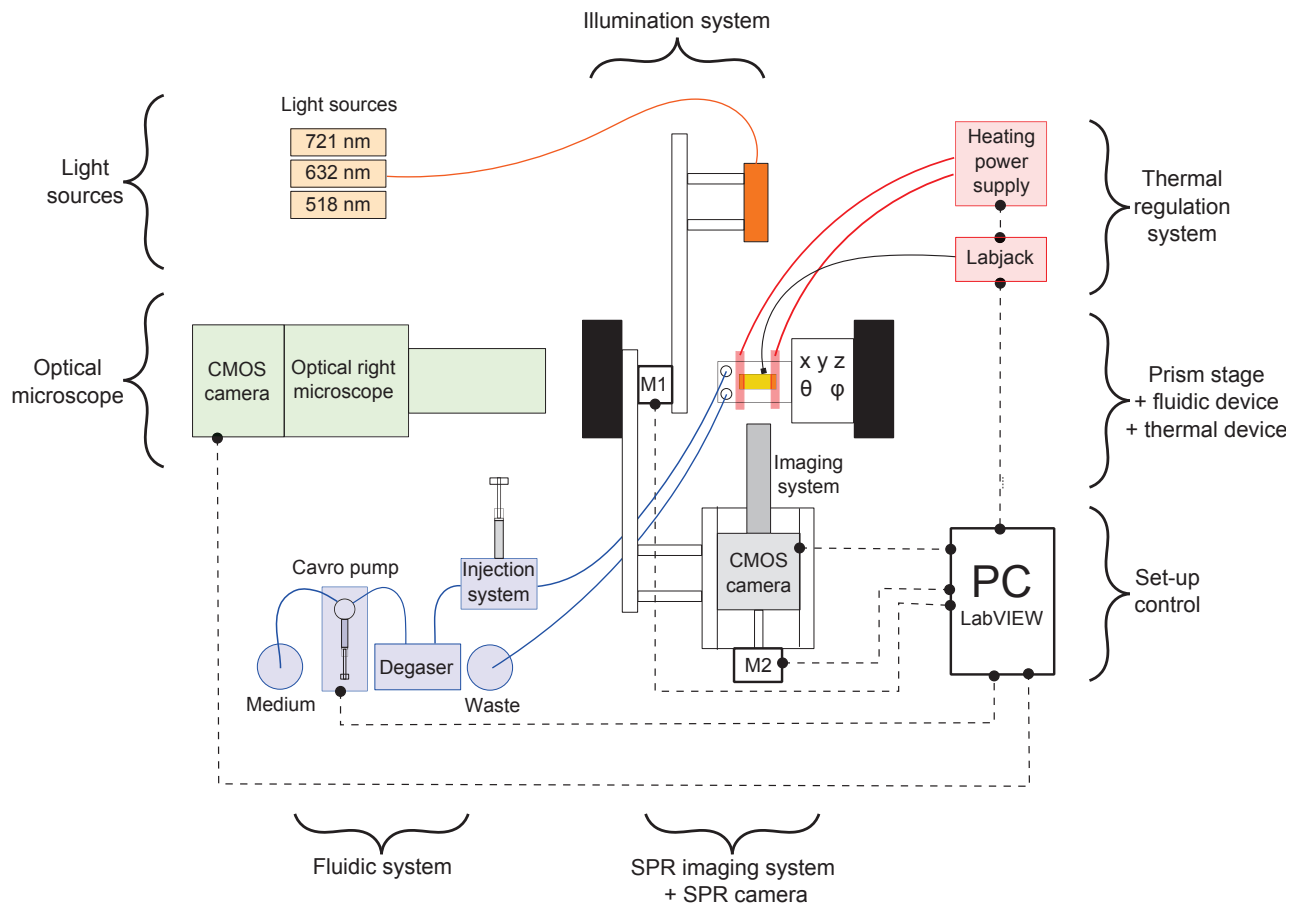 Illumination system
Light sources
721 nm
632 nm
518 nm
Light
sources
Heating
power
supply
Labjack
Thermal
regulation
system
Optical
microscope
CMOS
camera
Optical right
microscope
M1
x y z
θ φ
Prism stage
+ fluidic device
+ thermal device
Imaging
system
CMOS
camera
M2
PC
LabVIEW
Set-up
control
Cavro pump
Injection
system
Degaser
Medium
Waste
Fluidic system
SPR imaging system
+ SPR camera